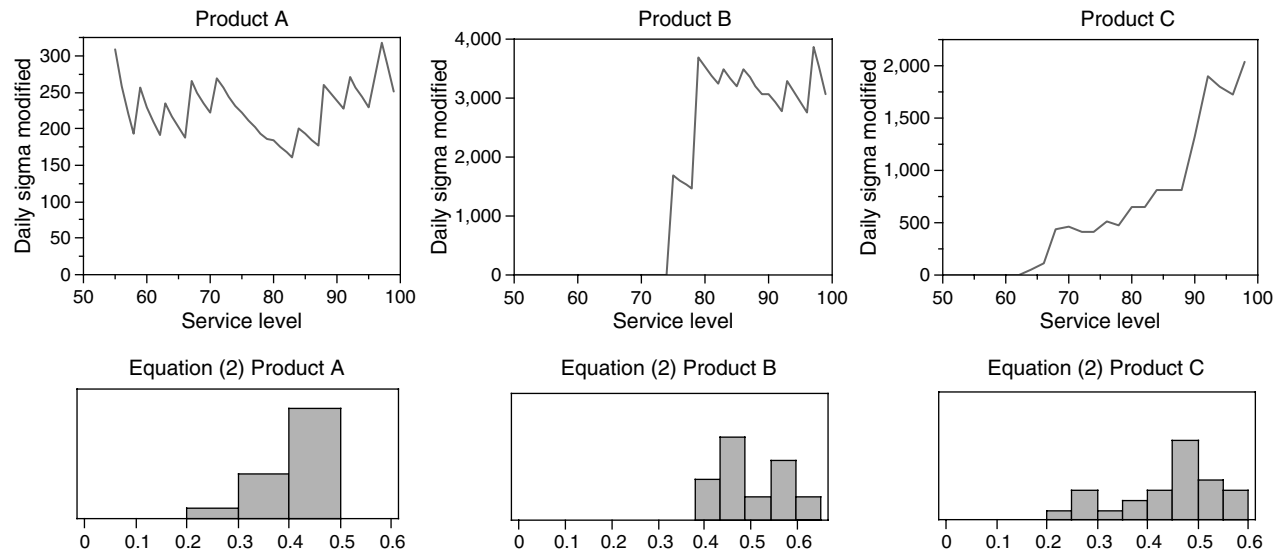 Product A
Daily sigma modified
300
250
200
150
100
50
0
50 60 70 80 90 100
Service level
Product B
Daily sigma modified
4,000
3,000
2,000
1,000
0
50 60 70 80 90 100
Service level
Product C
Daily sigma modified
2,000
1,500
1,000
500
0
50 60 70 80 90 100
Service level
Equation (2) Product A
0 0.1 0.2 0.3 0.4 0.5 0.6
Equation (2) Product B
0 0.1 0.2 0.3 0.4 0.5 0.6
Equation (2) Product C
0 0.1 0.2 0.3 0.4 0.5 0.6